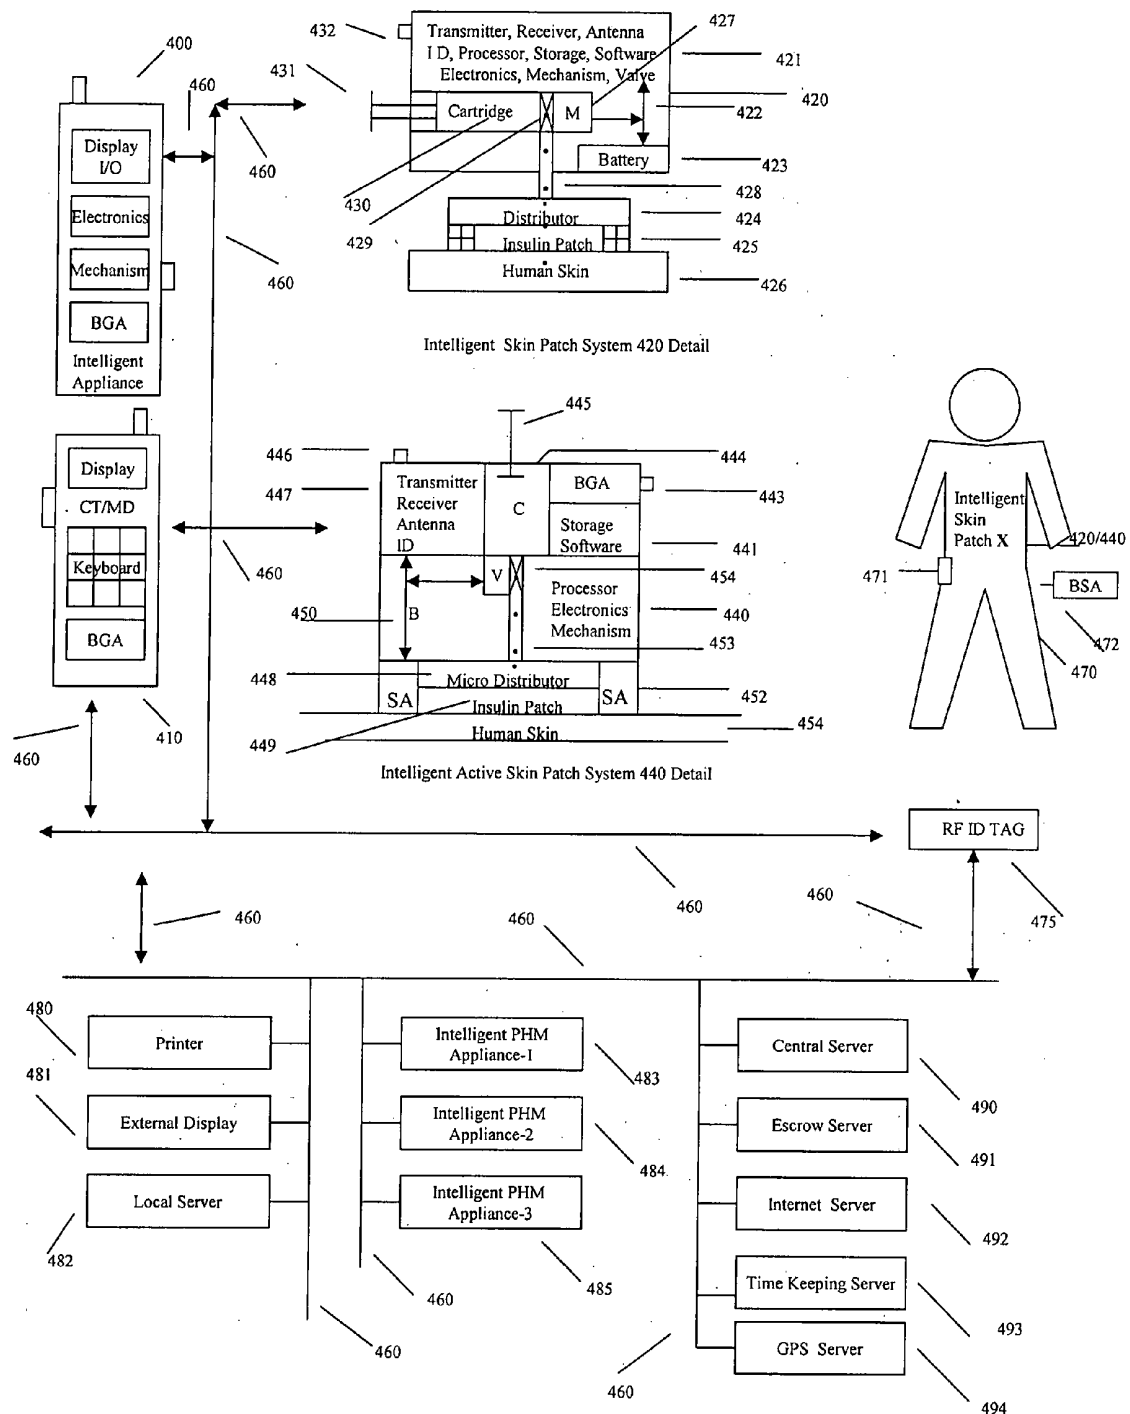 400
460
460
460
Display
I/O
Electronics
Mechanism
BGA
Intelligent
Appliance
432
431
Transmitter, Receiver, Antenna
I D, Processor, Storage, Software
Electronics, Mechanism, Valve
Cartridge
M
Battery
427
421
420
422
423
428
430
429
Distributor
Insulin Patch
Human Skin
424
425
426
Intelligent Skin Patch System 420 Detail
Display
CT/MD
Keyboard
BGA
410
460
460
446
447
445
444
Transmitter
Receiver
Antenna
ID
C
BGA
Storage
Software
V
B
Processor
Electronics
Mechanism
443
441
454
440
453
450
448
Micro Distributor
SA
SA
Insulin Patch
Human Skin
452
454
449
Intelligent Active Skin Patch System 440 Detail
Intelligent
Skin
Patch X
420/440
471
BSA
472
470
RF ID TAG
475
460
460
460
460
480
Printer
481
External Display
Local Server
482
Intelligent PHM
Appliance-1
483
Intelligent PHM
Appliance-2
484
Intelligent PHM
Appliance-3
485
460
460
Central Server
490
Escrow Server
491
Internet Server
492
Time Keeping Server
493
GPS Server
494
460